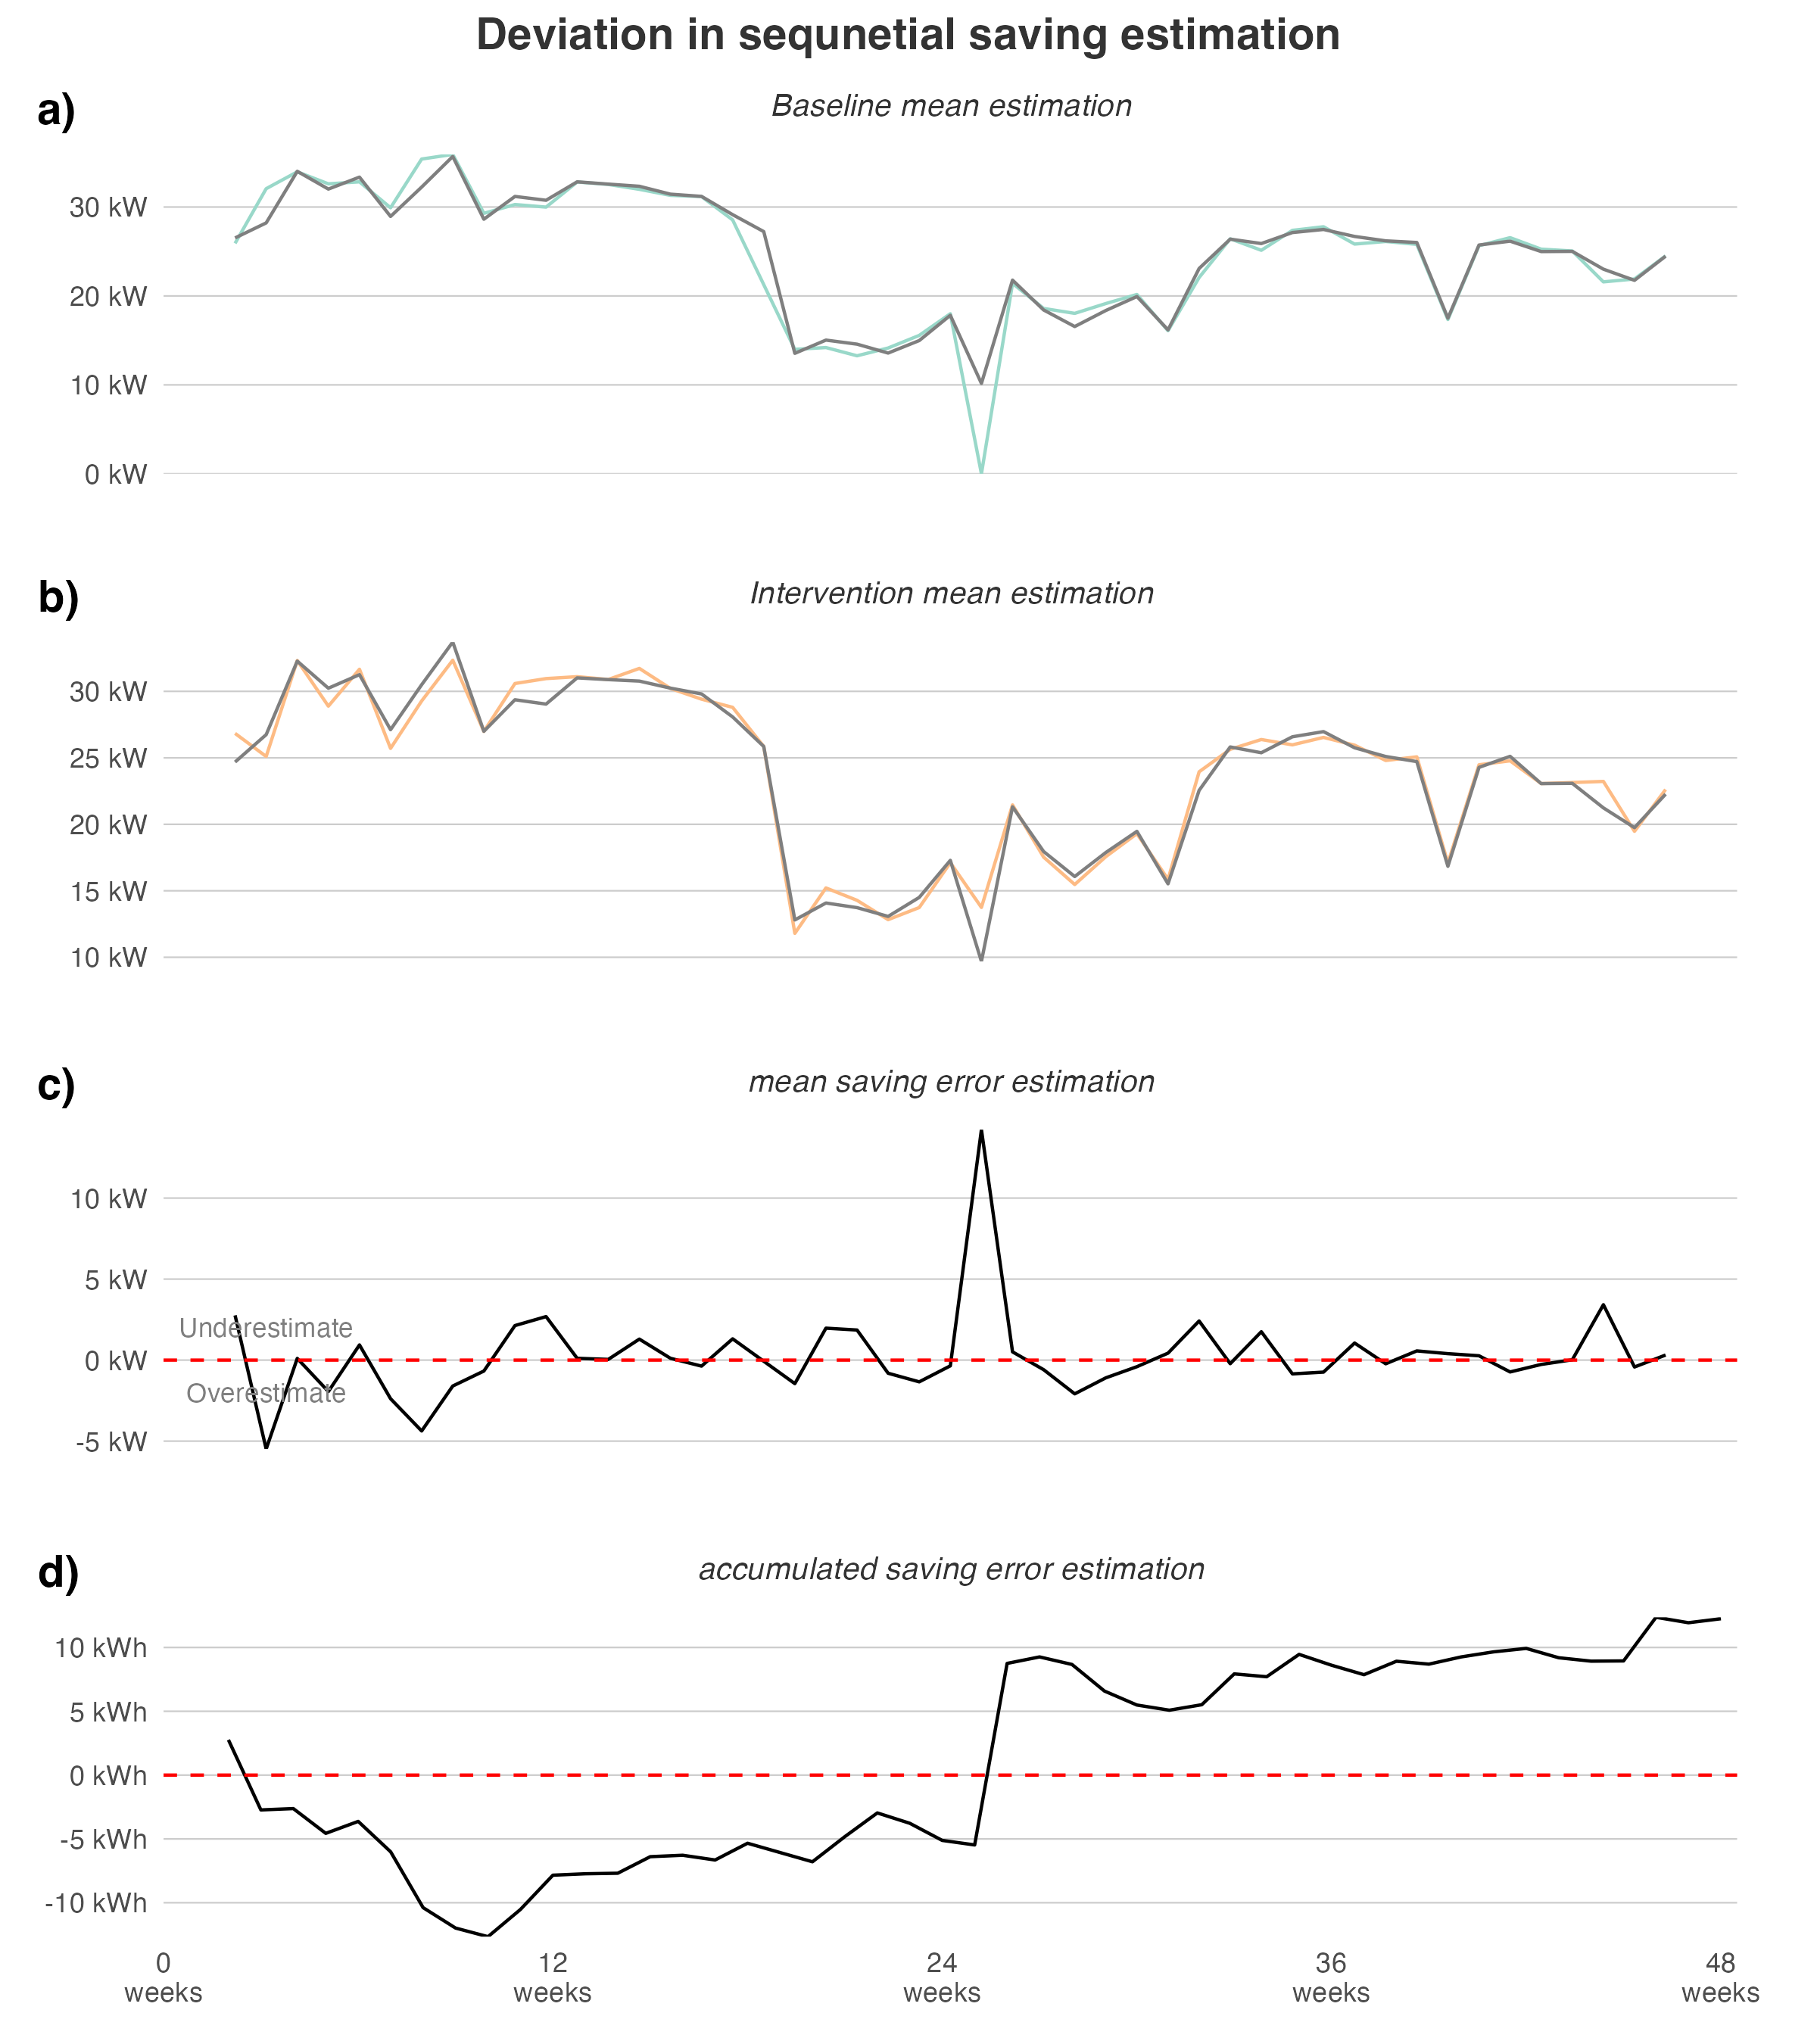 Deviation in sequnetial saving estimation
a)
Baseline mean estimation
30 kW
20 kW
10 kW
0 kW
b)
Intervention mean estimation
30 kW
25 kW
20 kW
15 kW
10 kW
c)
mean saving error estimation
10 kW
5 kW
Underestimate
0 kW
Overestimate
-5 kW
d)
accumulated saving error estimation
10 kWh
5 kWh
0 kWh
-5 kWh
-10 kWh
0 12 24 36 48
weeks weeks weeks weeks weeks